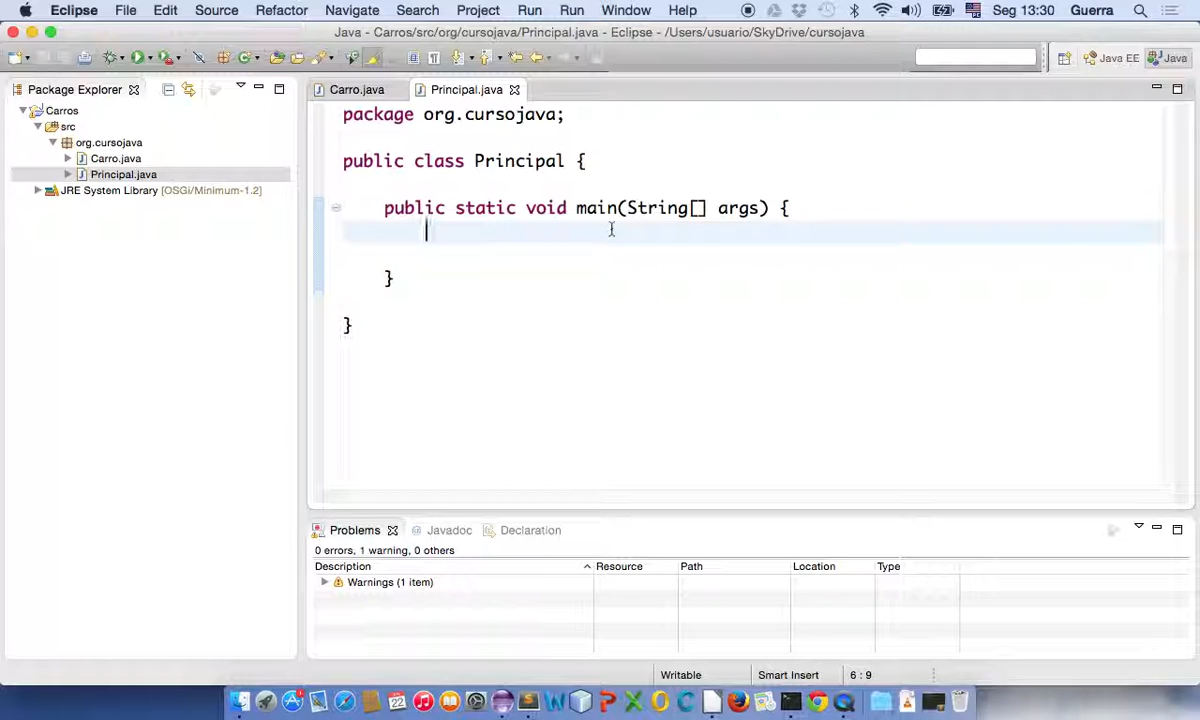 Eclipse File Edit Source Refactor Navigate Search Project Run Run Window Help Seg 13:30 Guerra
Java - Carros/src/org/cursojava/Principal.java - Eclipse - /Users/usuario/SkyDrive/cursojava
Java EE Java
Package Explorer
Carros
src
org.cursojava
Carro.java
Principal.java
JRE System Library [OSGi/Minimum-1.2]
Carro.java Principal.java
package org.cursojava;
public class Principal {
public static void main(String[] args) {
}
}
Problems @ Javadoc Declaration
0 errors, 1 warning, 0 others
Description Resource Path Location Type
Warnings (1 item)
Writable Smart Insert 6 : 9